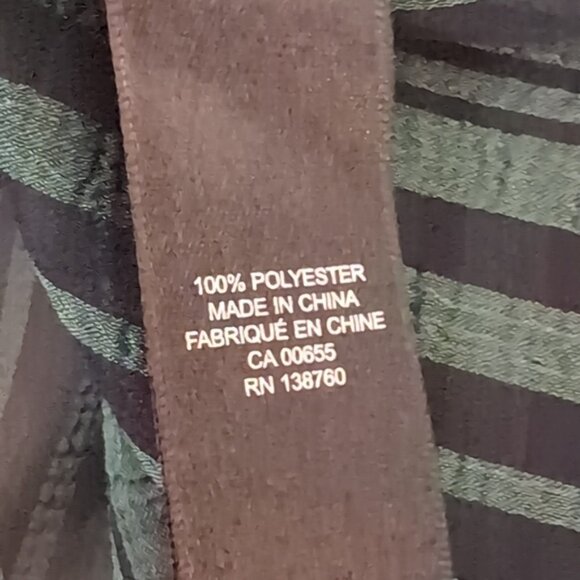 100% POLYESTER
MADE IN CHINA
FABRIQUÉ EN CHINE
CA 00655
RN 138760